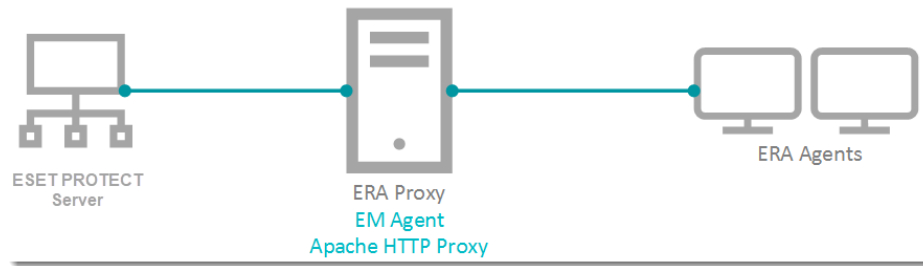 ESET PROTECT
Server
ERA Proxy
EM Agent
Apache HTTP Proxy
ERA Agents